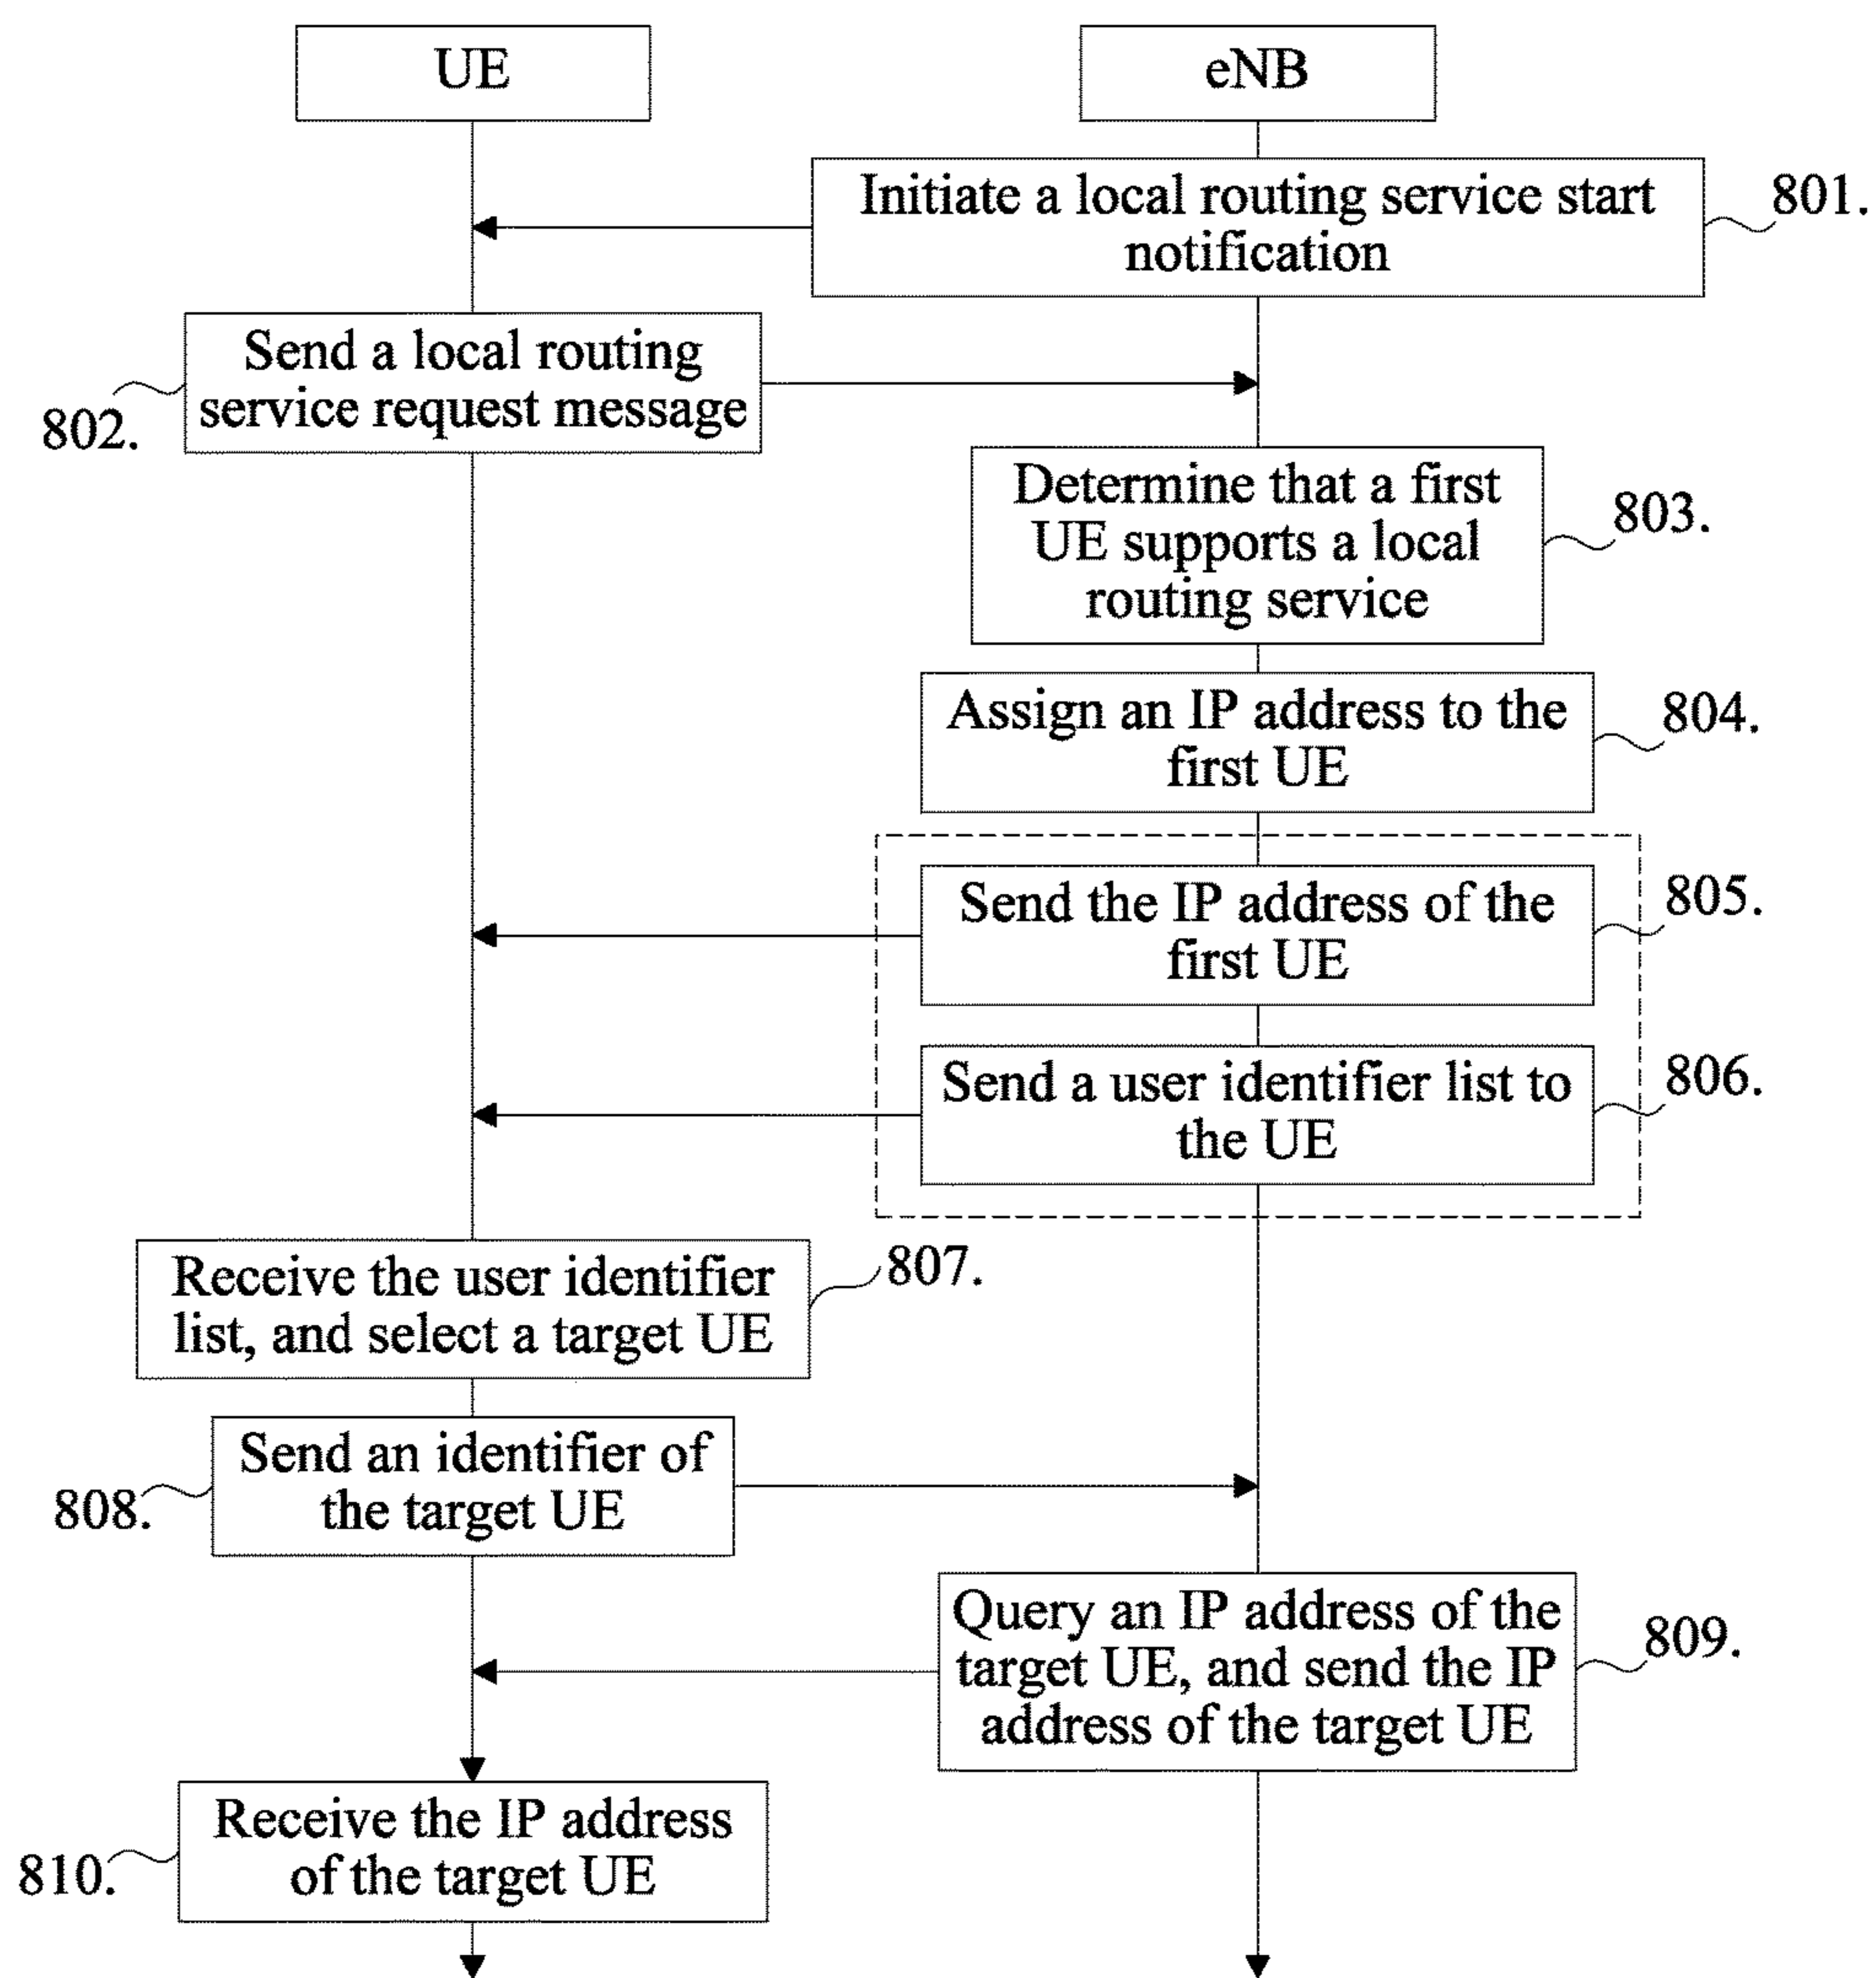 UE
eNB
Initiate a local routing service start
notification
801.
Send a local routing
service request message
802.
Determine that a first
UE supports a local
routing service
803.
Assign an IP address to the
first UE
804.
Send the IP address of the
first UE
805.
Send a user identifier list to
the UE
806.
Receive the user identifier
list, and select a target UE
807.
Send an identifier of
the target UE
808.
Query an IP address of the
target UE, and send the IP
address of the target UE
809.
Receive the IP address
of the target UE
810.